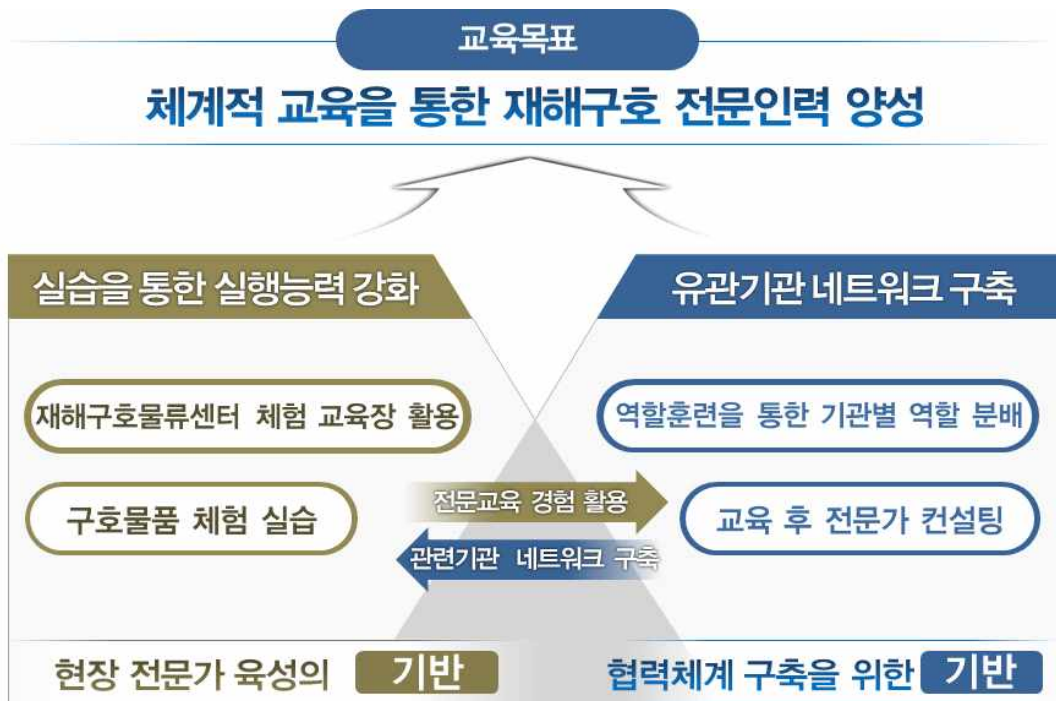 교육목표
체계적 교육을 통한 재해구호 전문인력 양성
실습을 통한 실행능력 강화
유관기관 네트워크 구축
재해구호물류센터 체험 교육장 활용
역할훈련을 통한 기관별 역할 분배
구호물품 체험 실습
전문교육 경험 활용
교육 후 전문가 컨설팅
관련기관 네트워크 구축
현장 전문가 육성의 기반
협력체계 구축을 위한 기반